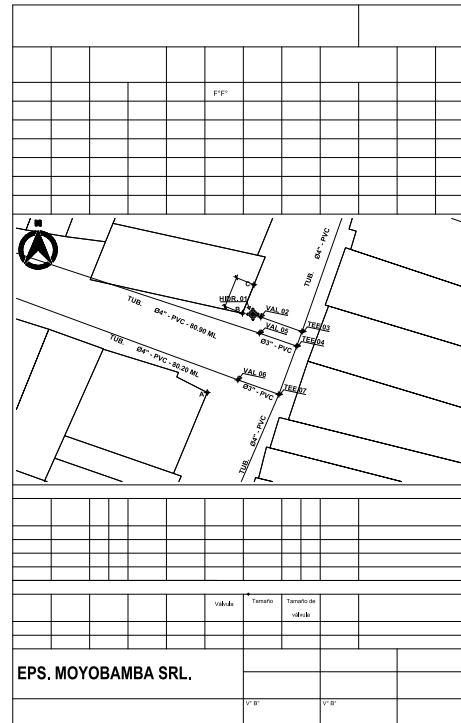 F°F°
N
TUB.
Ø4" - PVC
C
HIDR. 01
B
VAL 02
TUB.
Ø4" - PVC - 80.90 ML
VAL 05
TEE 03
Ø3" - PVC
TEE 04
TUB.
Ø4" - PVC - 80.20 ML
VAL 06
Ø3" - PVC
TEE 07
A
Ø4" - PVC
TUB.
Válvula
Tamaño
Tamaño de
válvula
EPS. MOYOBAMBA SRL.
V° B°
V° B°